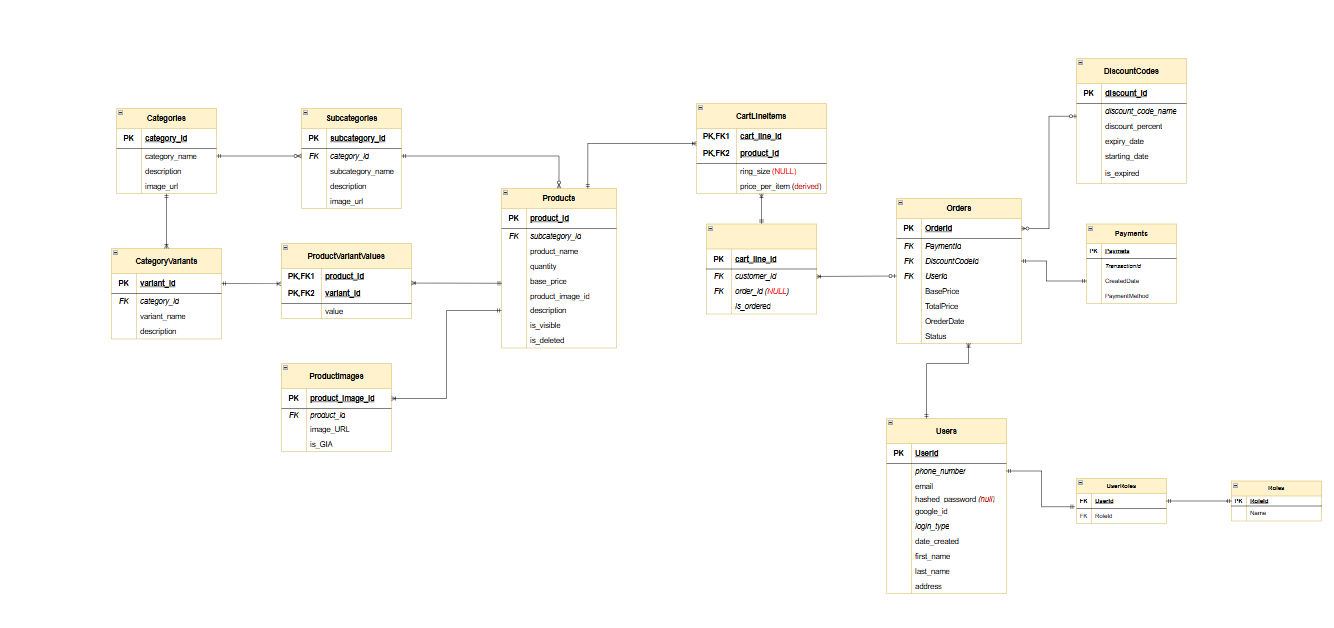 Categories
PK category_id
category_name
description
image_url
Subcategories
PK subcategory_id
FK category_id
subcategory_name
description
image_url
CategoryVariants
PK variant_id
FK category_id
variant_name
description
ProductVariantValues
PK,FK1 product_id
PK,FK2 variant_id
value
ProductImages
PK product_image_id
FK product_id
image_URL
is_GIA
Products
PK product_id
FK subcategory_id
product_name
quantity
base_price
product_image_id
description
is_visible
is_deleted
CartLineItems
PK,FK1 cart_line_id
PK,FK2 product_id
ring_size (NULL)
price_per_item (derived)
PK cart_line_id
FK customer_id
FK order_id (NULL)
is_ordered
Orders
PK OrderId
FK PaymentId
FK DiscountCodeId
FK UserId
BasePrice
TotalPrice
OrederDate
Status
DiscountCodes
PK discount_id
discount_code_name
discount_percent
expiry_date
starting_date
is_expired
Payments
PK Paymets
TransactionId
CreatedDate
PaymentMethod
Users
PK UserId
phone_number
email
hashed_password (null)
google_id
login_type
date_created
first_name
last_name
address
UserRoles
FK UserId
FK RoleId
Roles
PK RoleId
Name